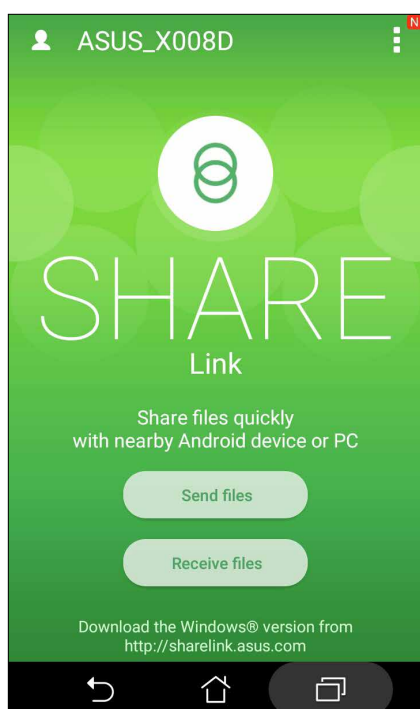 N
ASUS_X008D
SHARE
Link
Share files quickly
with nearby Android device or PC
Send files
Receive files
Download the Windows® version from
http://sharelink.asus.com